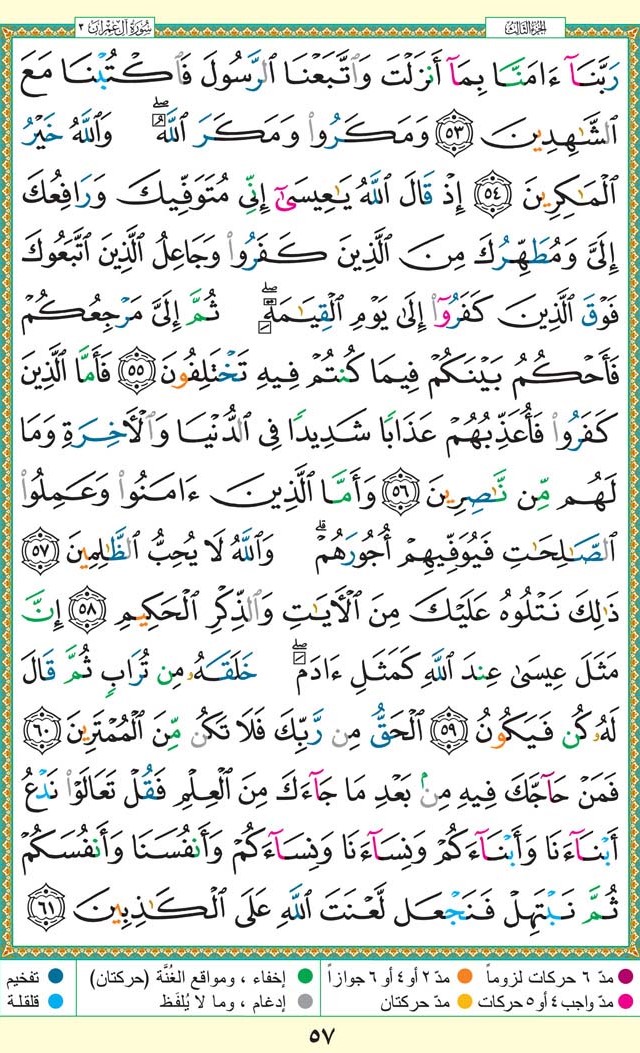 سورة آل عمران ٣
الجزء الثالث
رَبَّنَآ ءَامَنَّا بِمَآ أَنزَلْتَ وَٱتَّبَعْنَا ٱلرَّسُولَ فَٱكْتُبْنَا مَعَ
ٱلشَّٰهِدِينَ ٥٣ وَمَكَرُوا۟ وَمَكَرَ ٱللَّهُ ۖ وَٱللَّهُ خَيْرُ
ٱلْمَٰكِرِينَ ٥٤ إِذْ قَالَ ٱللَّهُ يَٰعِيسَىٰٓ إِنِّى مُتَوَفِّيكَ وَرَافِعُكَ
إِلَىَّ وَمُطَهِّرُكَ مِنَ ٱلَّذِينَ كَفَرُوا۟ وَجَاعِلُ ٱلَّذِينَ ٱتَّبَعُوكَ
فَوْقَ ٱلَّذِينَ كَفَرُوٓا۟ إِلَىٰ يَوْمِ ٱلْقِيَٰمَةِ ۖ ثُمَّ إِلَىَّ مَرْجِعُكُمْ
فَأَحْكُمُ بَيْنَكُمْ فِيمَا كُنتُمْ فِيهِ تَخْتَلِفُونَ ٥٥ فَأَمَّا ٱلَّذِينَ
كَفَرُوا۟ فَأُعَذِّبُهُمْ عَذَابًا شَدِيدًا فِى ٱلدُّنْيَا وَٱلْءَاخِرَةِ وَمَا
لَهُم مِّن نَّٰصِرِينَ ٥٦ وَأَمَّا ٱلَّذِينَ ءَامَنُوا۟ وَعَمِلُوا۟
ٱلصَّٰلِحَٰتِ فَيُوَفِّيهِمْ أُجُورَهُمْ ۗ وَٱللَّهُ لَا يُحِبُّ ٱلظَّٰلِمِينَ ٥٧
ذَٰلِكَ نَتْلُوهُ عَلَيْكَ مِنَ ٱلْءَايَٰتِ وَٱلذِّكْرِ ٱلْحَكِيمِ ٥٨ إِنَّ
مَثَلَ عِيسَىٰ عِندَ ٱللَّهِ كَمَثَلِ ءَادَمَ ۖ خَلَقَهُۥ مِن تُرَابٍ ثُمَّ قَالَ
لَهُۥ كُن فَيَكُونُ ٥٩ ٱلْحَقُّ مِن رَّبِّكَ فَلَا تَكُن مِّنَ ٱلْمُمْتَرِينَ ٦٠
فَمَنْ حَآجَّكَ فِيهِ مِنۢ بَعْدِ مَا جَآءَكَ مِنَ ٱلْعِلْمِ فَقُلْ تَعَالَوْا۟ نَدْعُ
أَبْنَآءَنَا وَأَبْنَآءَكُمْ وَنِسَآءَنَا وَنِسَآءَكُمْ وَأَنفُسَنَا وَأَنفُسَكُمْ
ثُمَّ نَبْتَهِلْ فَنَجْعَل لَّعْنَتَ ٱللَّهِ عَلَى ٱلْكَٰذِبِينَ ٦١
مدّ ٦ حركات لزوماً
مدّ ٢ أو ٤ أو ٦ جوازاً
إخفاء ، ومواقع الغُنَّة (حركتان)
تفخيم
مدّ واجب ٤ أو ٥ حركات
مدّ حركتان
إدغام ، وما لا يُلفَظ
قلقلة
٥٧